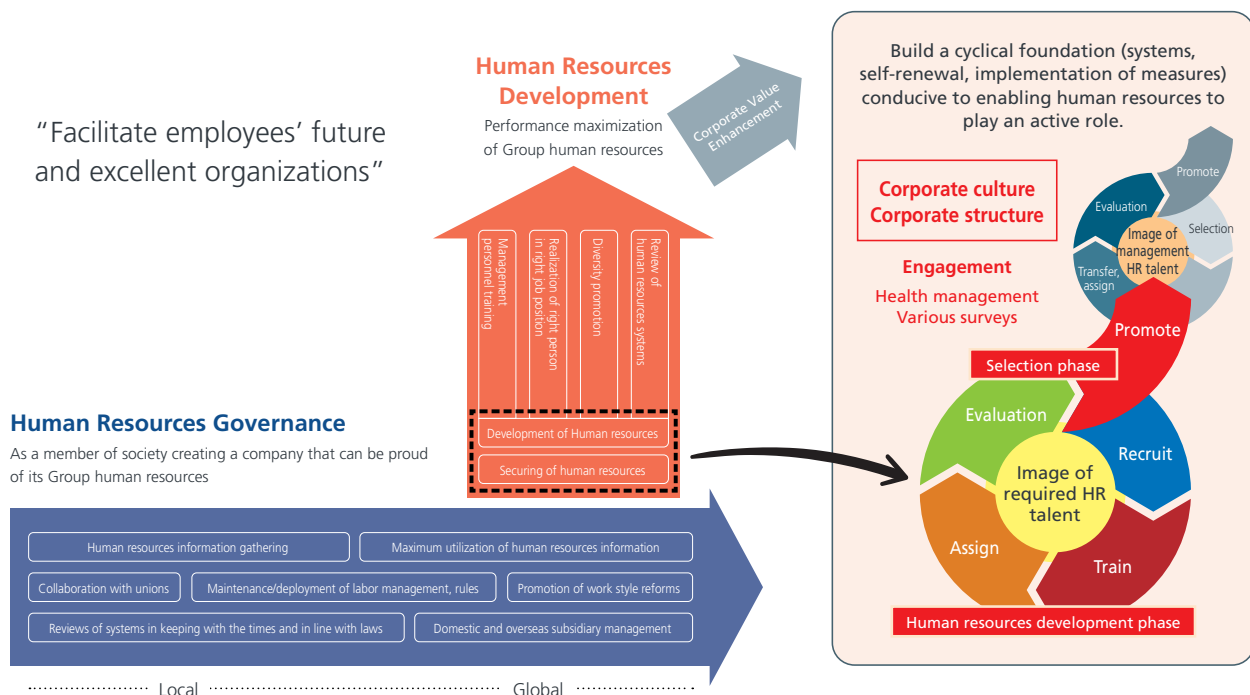 “Facilitate employees’ future
and excellent organizations”
Human Resources
Development
Performance maximization
of Group human resources
Corporate Value
Enhancement
Management
personnel training
Realization of right person
in right job position
Diversity promotion
Review of
human resources systems
Development of Human resources
Securing of human resources
Human Resources Governance
As a member of society creating a company that can be proud
of its Group human resources
Human resources information gathering
Maximum utilization of human resources information
Collaboration with unions
Maintenance/deployment of labor management, rules
Promotion of work style reforms
Reviews of systems in keeping with the times and in line with laws
Domestic and overseas subsidiary management
Local
Global
Build a cyclical foundation (systems,
self-renewal, implementation of measures)
conducive to enabling human resources to
play an active role.
Corporate culture
Corporate structure
Engagement
Health management
Various surveys
Promote
Evaluation
Selection
Image of
management
HR talent
Transfer,
assign
Promote
Selection phase
Evaluation
Recruit
Image of
required HR
talent
Assign
Train
Human resources development phase